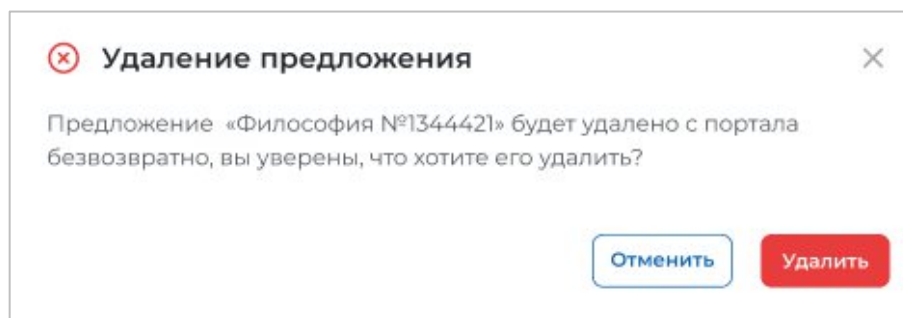 Удаление предложения
Предложение «Философия №1344421» будет удалено с портала
безвозвратно, вы уверены, что хотите его удалить?
Отменить
Удалить